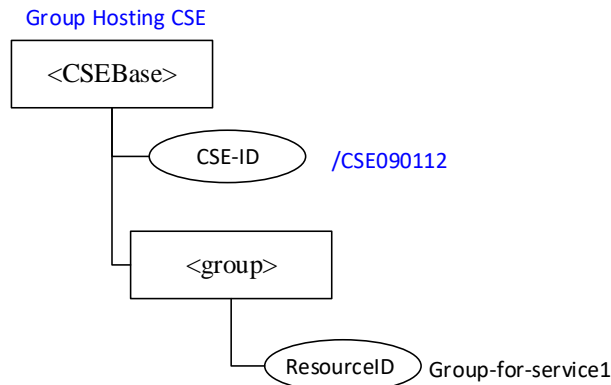 Group Hosting CSE
<CSEBase>
CSE-ID
/CSE090112
<group>
ResourceID
Group-for-service1